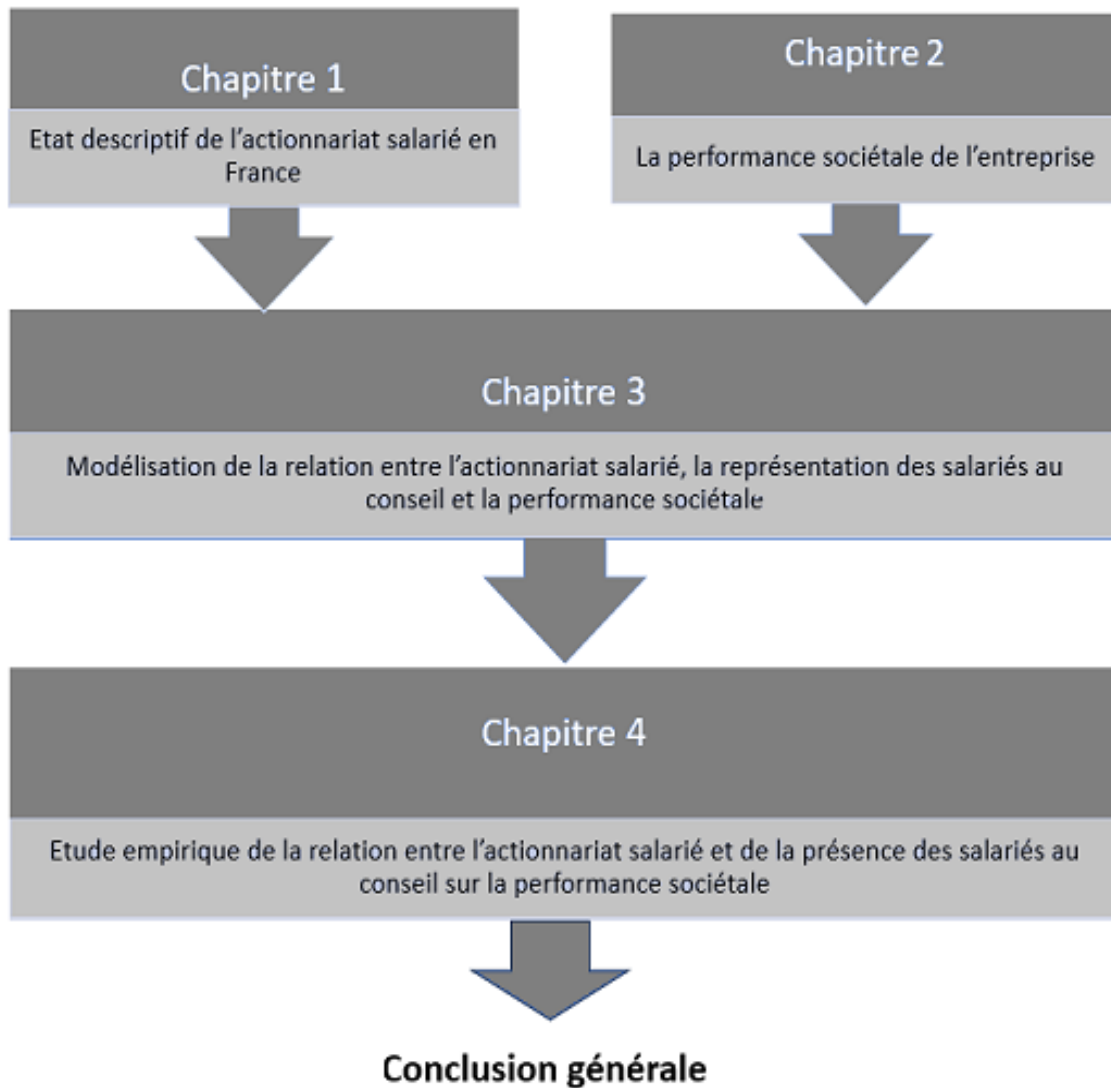 Chapitre 1
Etat descriptif de l'actionnariat salarié en
France
Chapitre 2
La performance sociétale de l'entreprise
Chapitre 3
Modélisation de la relation entre l'actionnariat salarié, la représentation des salariés au
conseil et la performance sociétale
Chapitre 4
Etude empirique de la relation entre l'actionnariat salarié et de la présence des salariés au
conseil sur la performance sociétale
Conclusion générale